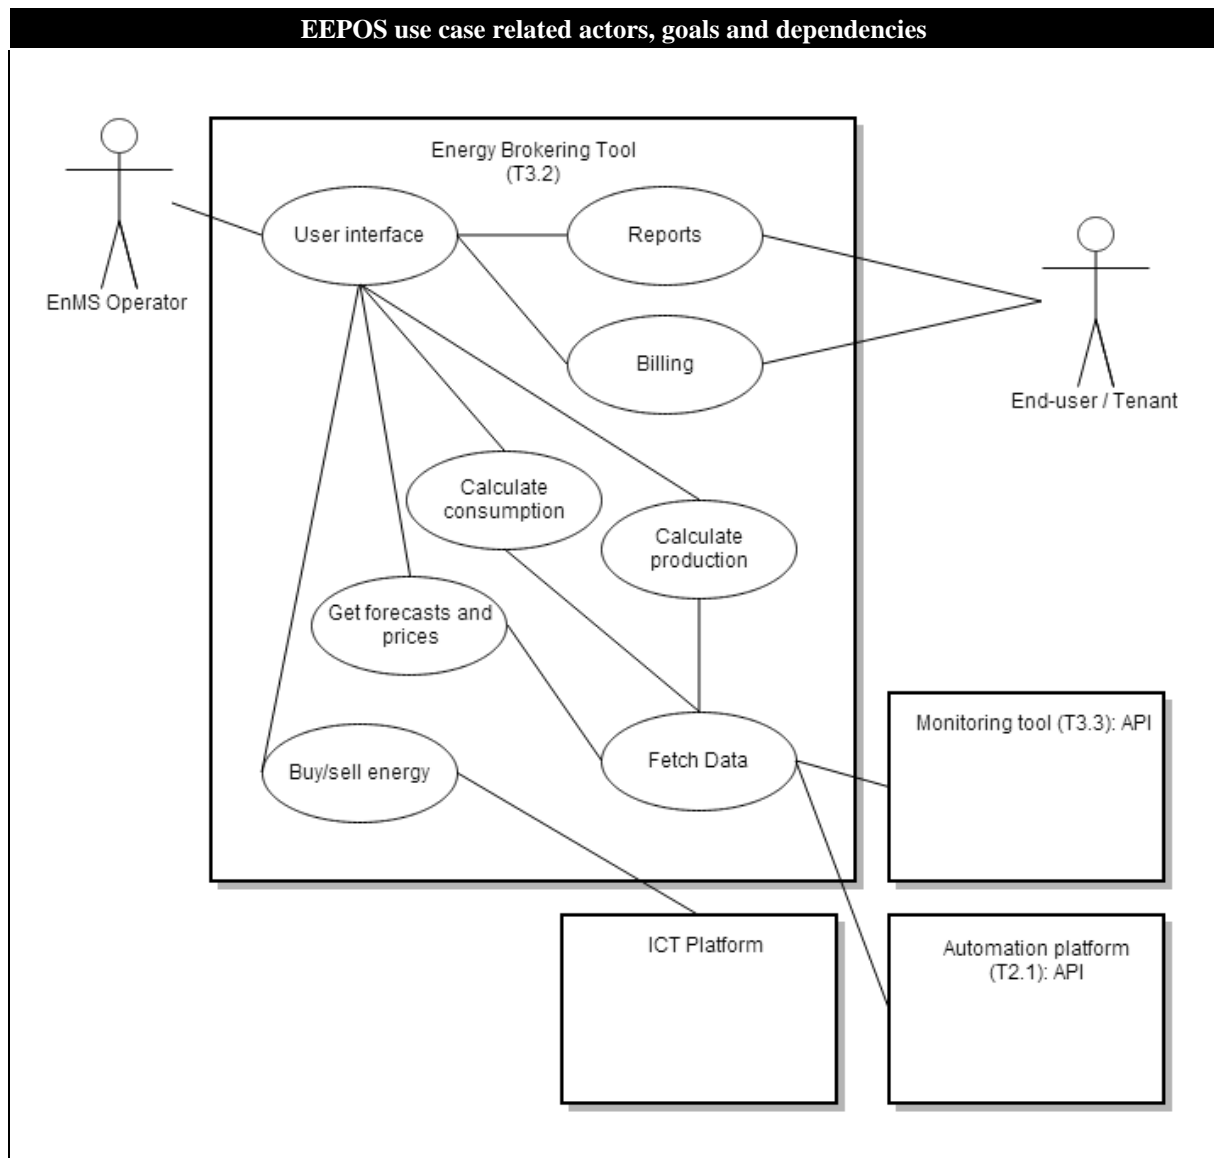 EEPOS use case related actors, goals and dependencies
Energy Brokering Tool
(T3.2)
User interface
Reports
EnMS Operator
Billing
End-user / Tenant
Calculate
consumption
Calculate
production
Get forecasts and
prices
Fetch Data
Buy/sell energy
Monitoring tool (T3.3): API
ICT Platform
Automation platform
(T2.1): API